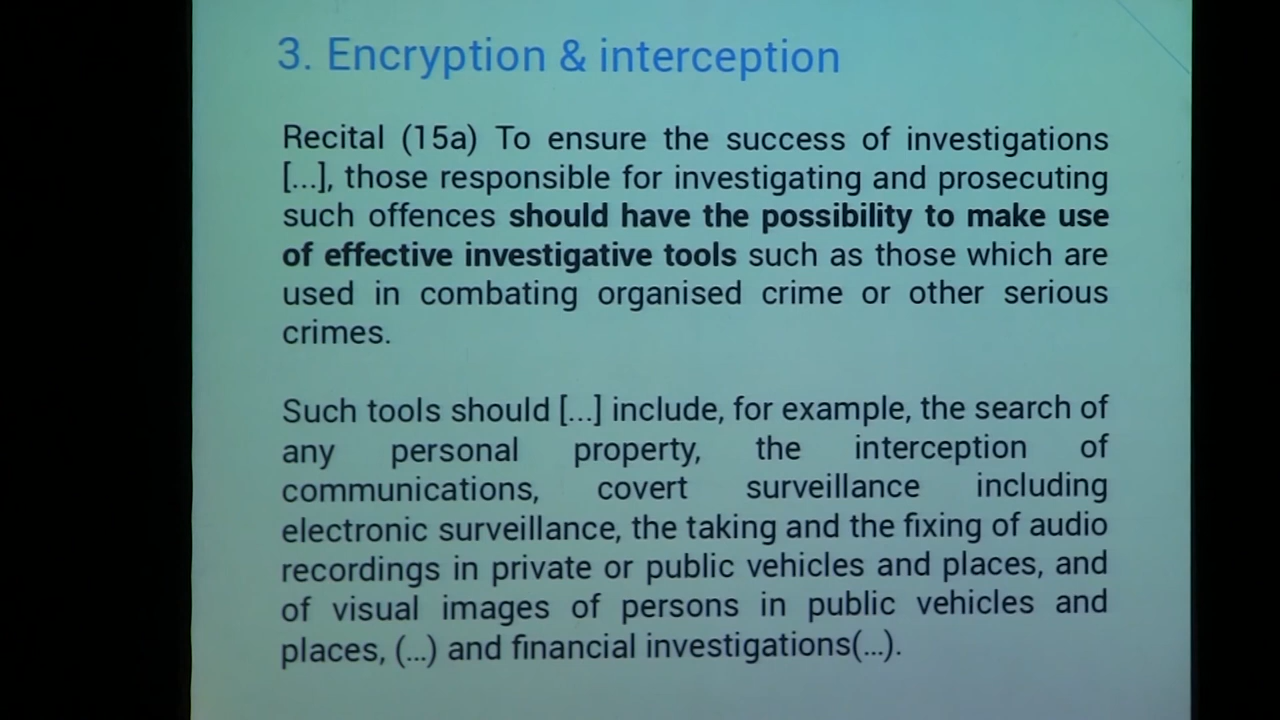 3. Encryption & interception
Recital (15a) To ensure the success of investigations
[...], those responsible for investigating and prosecuting
such offences should have the possibility to make use
of effective investigative tools such as those which are
used in combating organised crime or other serious
crimes.
Such tools should [...] include, for example, the search of
any personal property, the interception of
communications, covert surveillance including
electronic surveillance, the taking and the fixing of audio
recordings in private or public vehicles and places, and
of visual images of persons in public vehicles and
places, (...) and financial investigations(...).